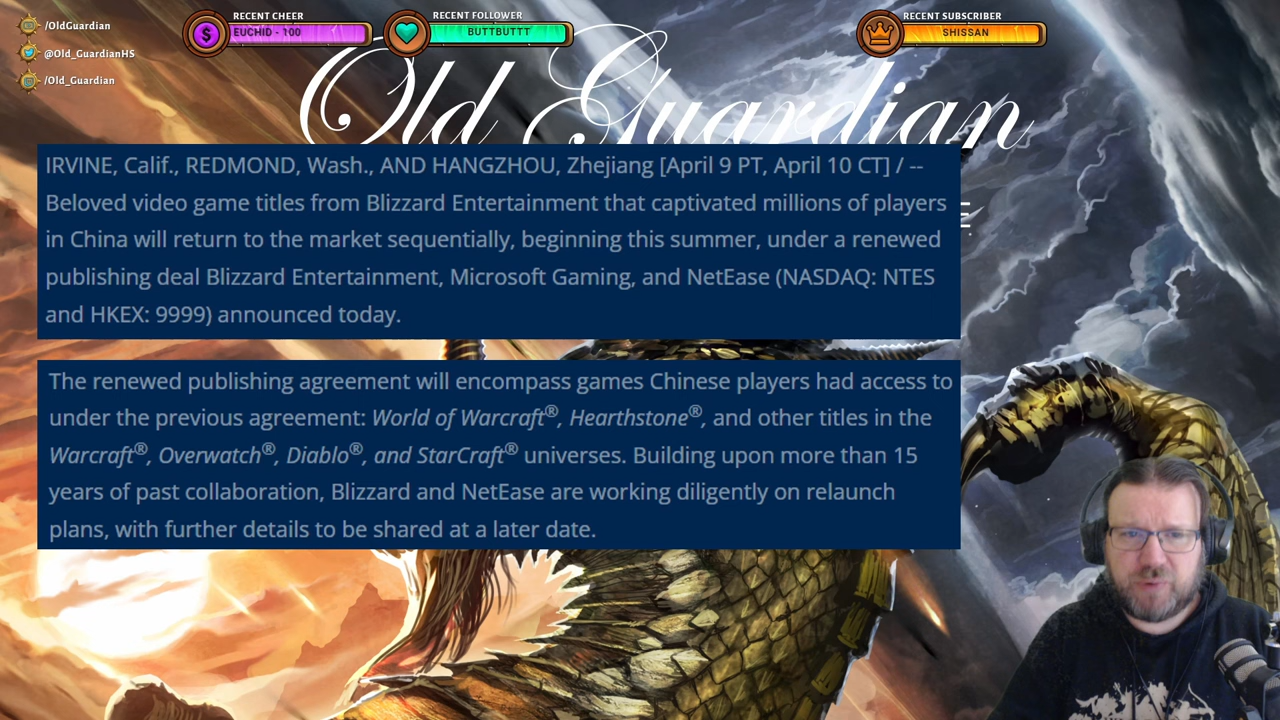 /OldGuardian
@Old_GuardianHS
/Old_Guardian
RECENT CHEER
EUCHID - 100
RECENT FOLLOWER
BUTTBUTTT
RECENT SUBSCRIBER
SHISSAN
Old Guardian
IRVINE, Calif., REDMOND, Wash., AND HANGZHOU, Zhejiang [April 9 PT, April 10 CT] / --
Beloved video game titles from Blizzard Entertainment that captivated millions of players
in China will return to the market sequentially, beginning this summer, under a renewed
publishing deal Blizzard Entertainment, Microsoft Gaming, and NetEase (NASDAQ: NTES
and HKEX: 9999) announced today.
The renewed publishing agreement will encompass games Chinese players had access to
under the previous agreement: World of Warcraft®, Hearthstone®, and other titles in the
Warcraft®, Overwatch®, Diablo®, and StarCraft® universes. Building upon more than 15
years of past collaboration, Blizzard and NetEase are working diligently on relaunch
plans, with further details to be shared at a later date.